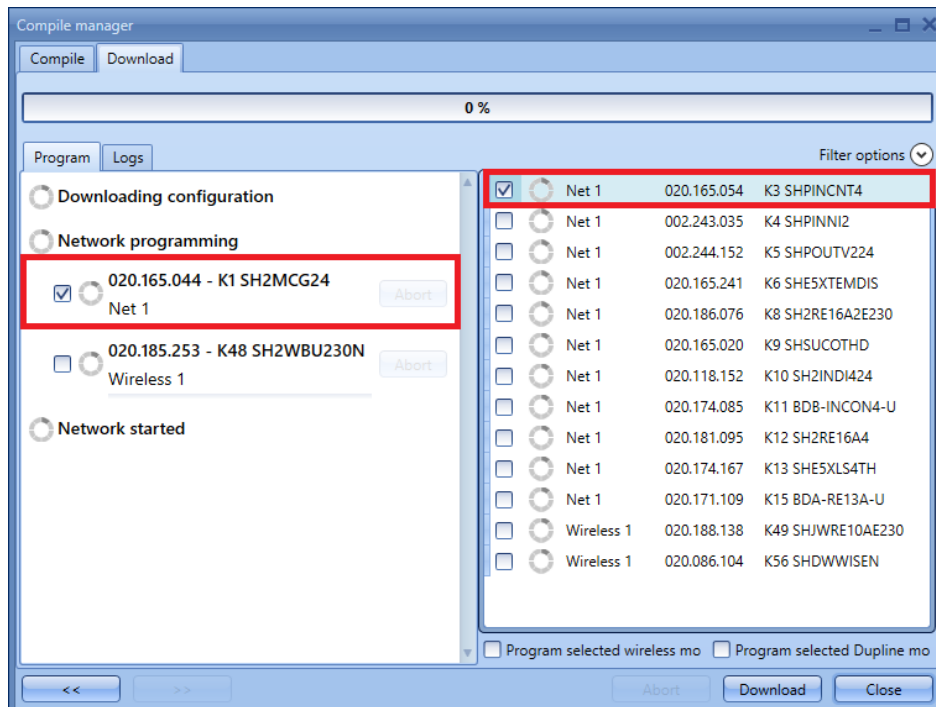 Compile manager
Compile Download
0 %
Program Logs
Filter options
Downloading configuration
Network programming
020.165.044 - K1 SH2MCG24
Net 1
Abort
020.185.253 - K48 SH2WBU230N
Wireless 1
Abort
Network started
Net 1 020.165.054 K3 SHPINCNT4
Net 1 002.243.035 K4 SHPINNI2
Net 1 002.244.152 K5 SHPOUTV224
Net 1 020.165.241 K6 SHE5XTEMDIS
Net 1 020.186.076 K8 SH2RE16A2E230
Net 1 020.165.020 K9 SHSUCOTHD
Net 1 020.118.152 K10 SH2INDI424
Net 1 020.174.085 K11 BDB-INCON4-U
Net 1 020.181.095 K12 SH2RE16A4
Net 1 020.174.167 K13 SHE5XLS4TH
Net 1 020.171.109 K15 BDA-RE13A-U
Wireless 1 020.188.138 K49 SHJWRE10AE230
Wireless 1 020.086.104 K56 SHDWWISEN
Program selected wireless mo Program selected Dupline mo
<< >> Abort Download Close